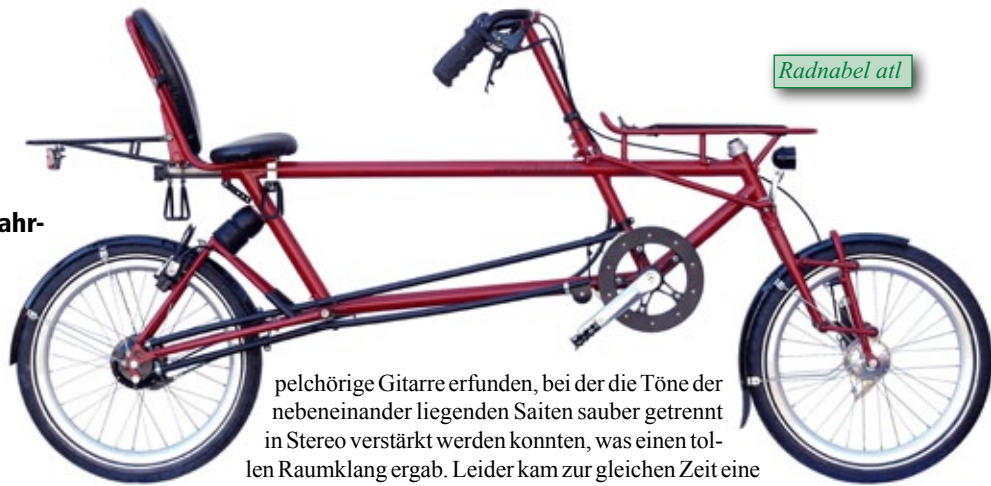 Radnabel atl
ahr-
pelchörige Gitarre erfunden, bei der die Töne der
nebeneinander liegenden Saiten sauber getrennt
in Stereo verstärkt werden konnten, was einen tol-
len Raumklang ergab. Leider kam zur gleichen Zeit eine